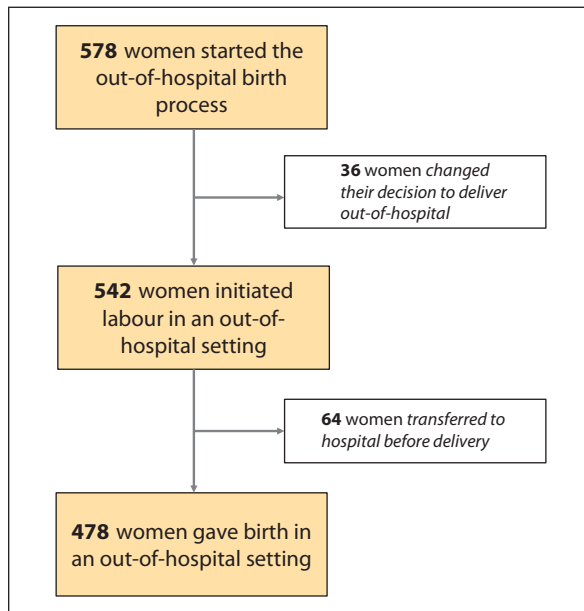 578 women started the
out-of-hospital birth
process
36 women changed
their decision to deliver
out-of-hospital
542 women initiated
labour in an out-of-
hospital setting
64 women transferred to
hospital before delivery
478 women gave birth in
an out-of-hospital setting